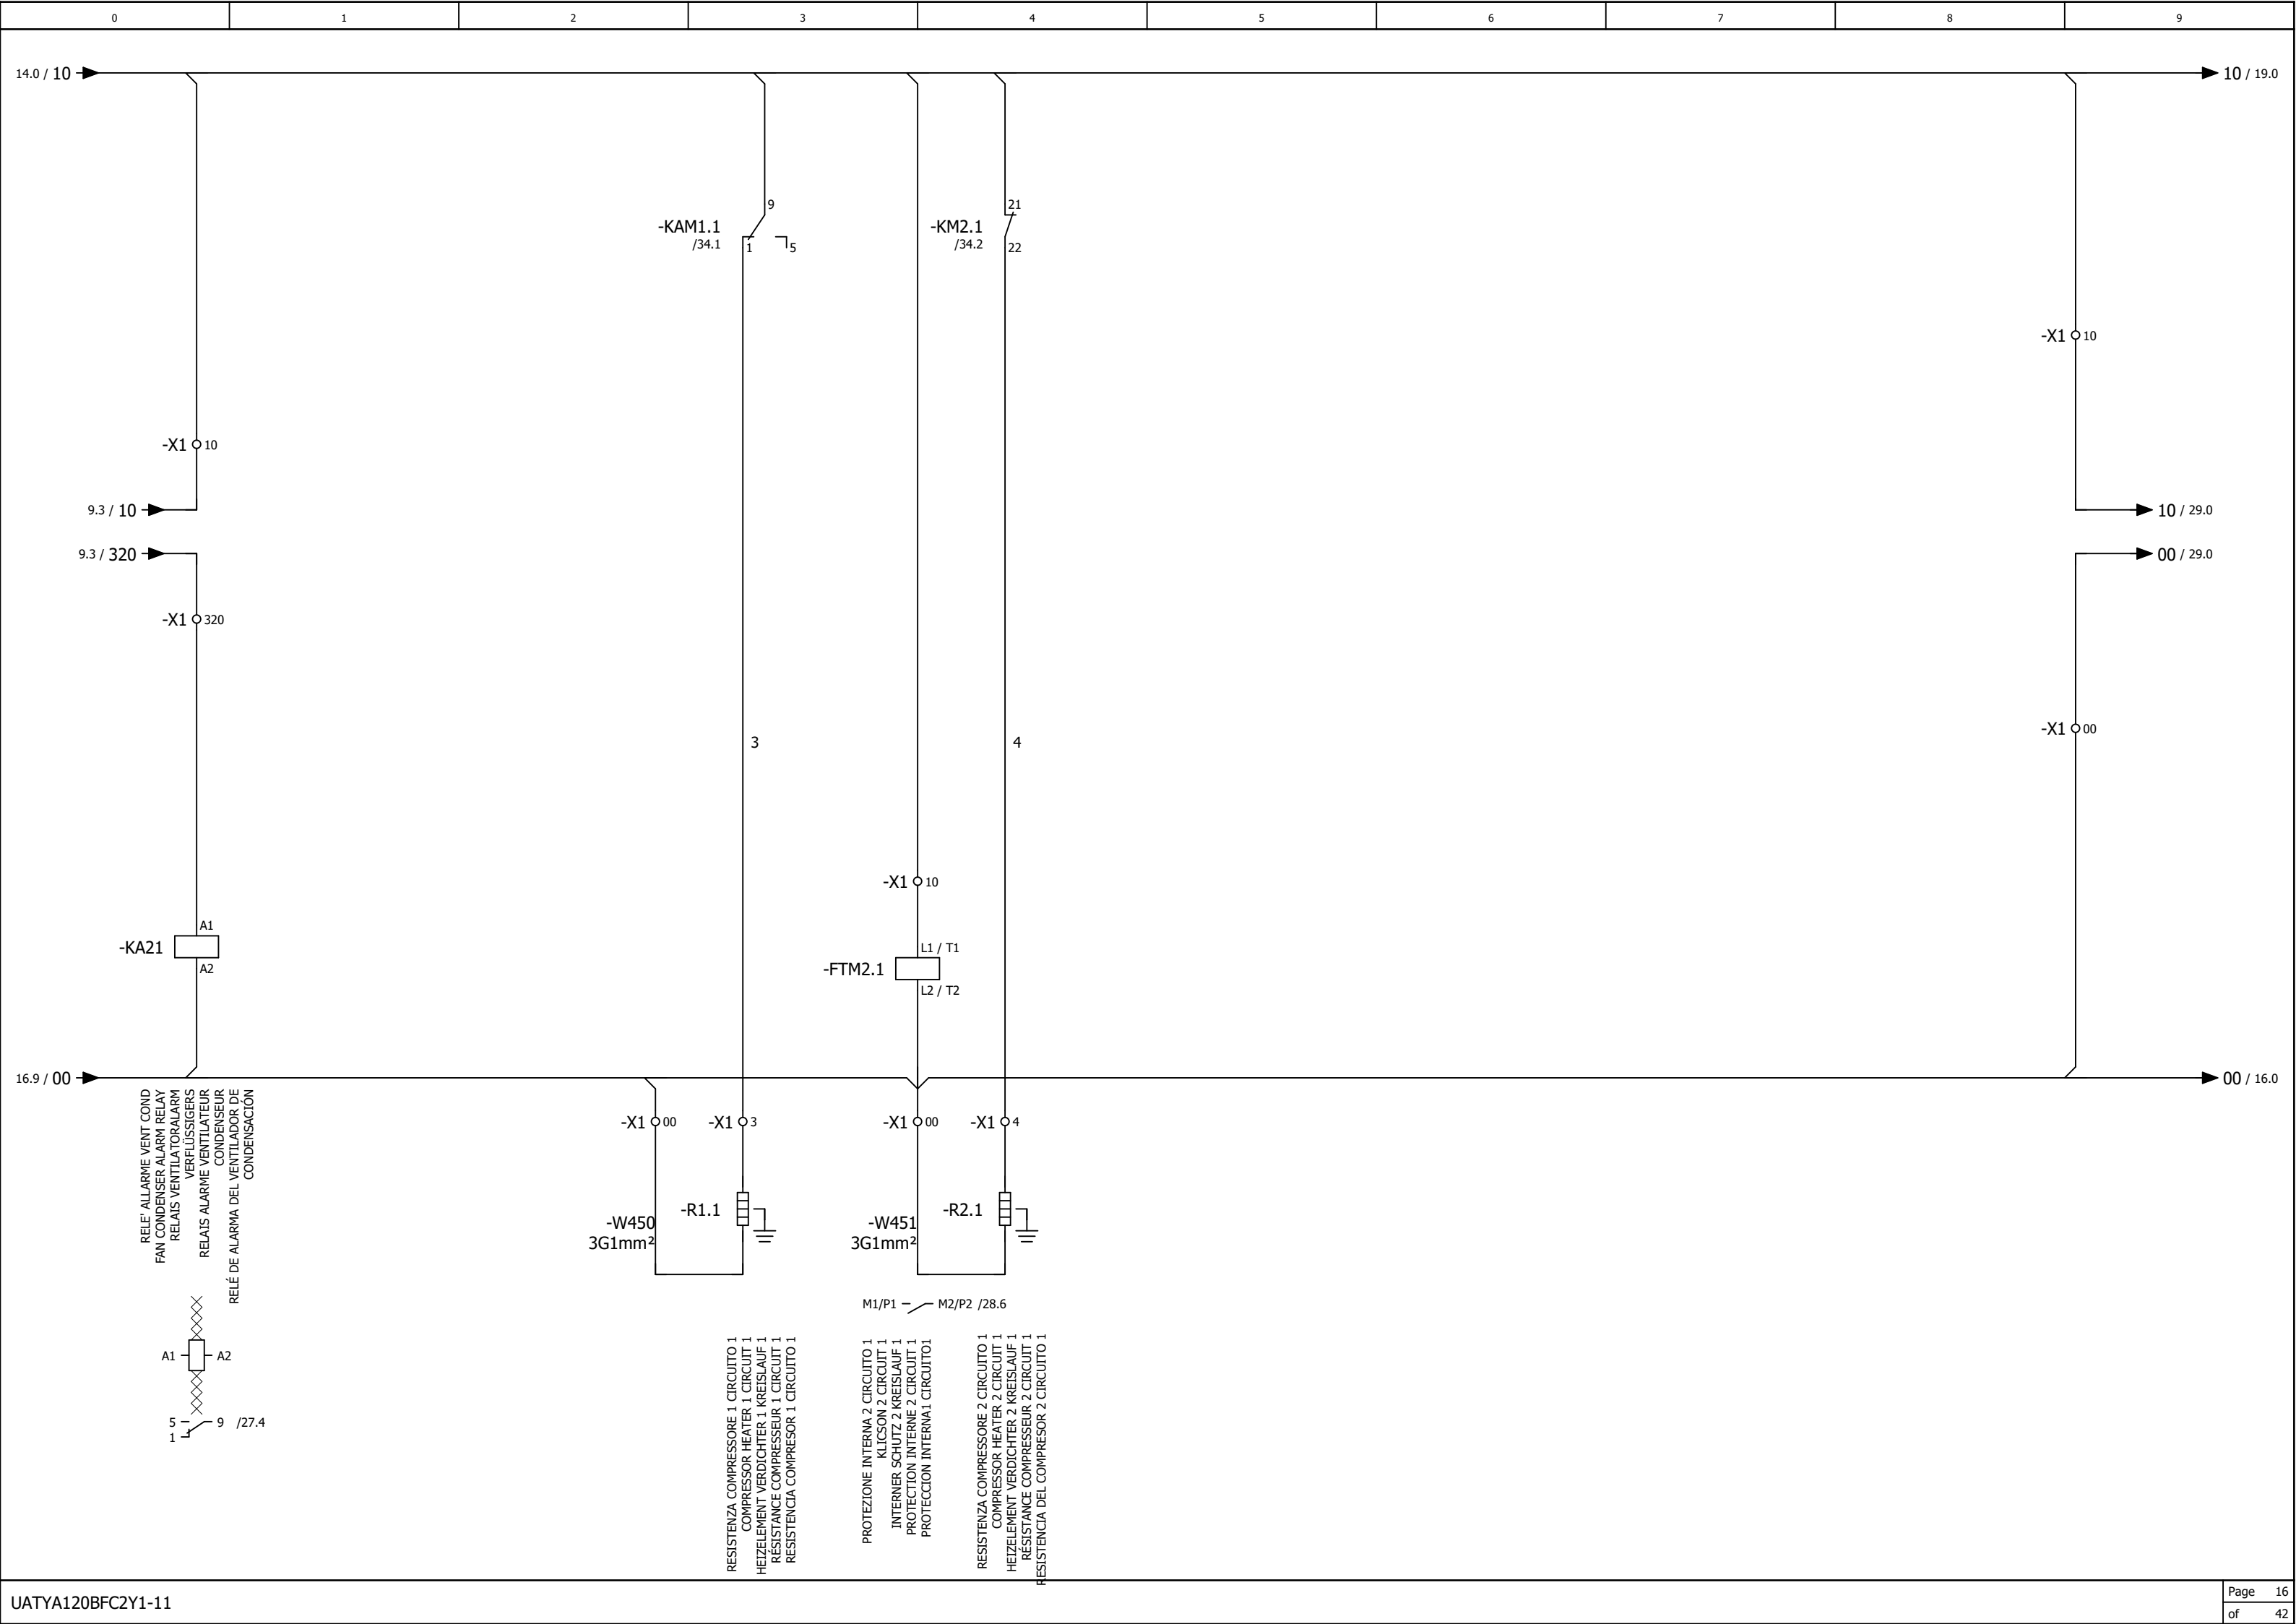 0 1 2 3 4 5 6 7 8 9
14.0 / 10
10 / 19.0
-KAM1.1
/34.1
9
1
5
-KM2.1
/34.2
21
22
-X1 10
-X1 10
9.3 / 10
10 / 29.0
9.3 / 320
00 / 29.0
-X1 320
-X1 00
3
4
-X1 10
-KA21
A1
A2
-FTM2.1
L1 / T1
L2 / T2
16.9 / 00
00 / 16.0
-X1 00
-X1 3
-X1 00
-X1 4
RELE' ALLARME VENT COND
FAN CONDENSER ALARM RELAY
RELAIS VENTILATORALARM
VERFLÜSSIGERS
RELAIS ALARME VENTILATEUR
CONDENSEUR
RELÉ DE ALARMA DEL VENTILADOR DE
CONDENSACIÓN
-W450
3G1mm²
-R1.1
-W451
3G1mm²
-R2.1
M1/P1
M2/P2 /28.6
A1
A2
5
9 /27.4
1
RESISTENZA COMPRESSORE 1 CIRCUITO 1
COMPRESSOR HEATER 1 CIRCUIT 1
HEIZELEMENT VERDICHTER 1 KREISLAUF 1
RÉSISTANCE COMPRESSEUR 1 CIRCUIT 1
RESISTENCIA COMPRESOR 1 CIRCUITO 1
PROTEZIONE INTERNA 2 CIRCUITO 1
KLICSON 2 CIRCUIT 1
INTERNER SCHUTZ 2 KREISLAUF 1
PROTECTION INTERNE 2 CIRCUIT 1
PROTECCION INTERNA1 CIRCUITO1
RESISTENZA COMPRESSORE 2 CIRCUITO 1
COMPRESSOR HEATER 2 CIRCUIT 1
HEIZELEMENT VERDICHTER 2 KREISLAUF 1
RÉSISTANCE COMPRESSEUR 2 CIRCUIT 1
RESISTENCIA DEL COMPRESOR 2 CIRCUITO 1
UATYA120BFC2Y1-11
Page 16
of 42